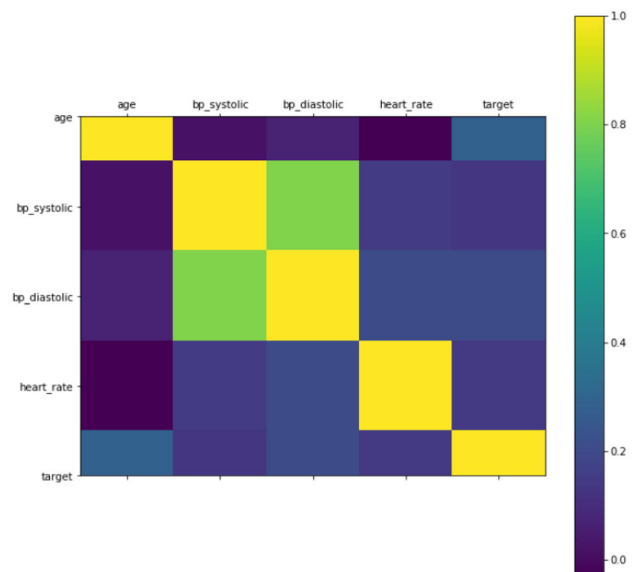 1.0
age bp_systolic bp_diastolic heart_rate target
age
0.8
bp_systolic
0.6
bp_diastolic
0.4
heart_rate
0.2
target
0.0